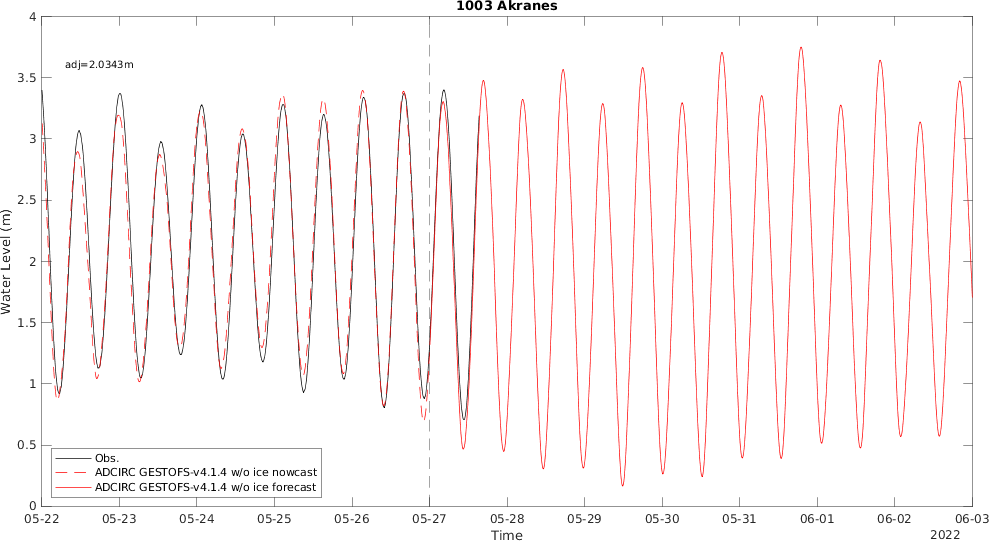 1003 Akranes
4
3.5
3
2.5
2
1.5
1
0.5
0
Water Level (m)
adj=2.0343m
Obs.
ADCIRC GESTOFS-v4.1.4 w/o ice nowcast
ADCIRC GESTOFS-v4.1.4 w/o ice forecast
05-22 05-23 05-24 05-25 05-26 05-27 05-28 05-29 05-30 05-31 06-01 06-02 06-03
Time
2022